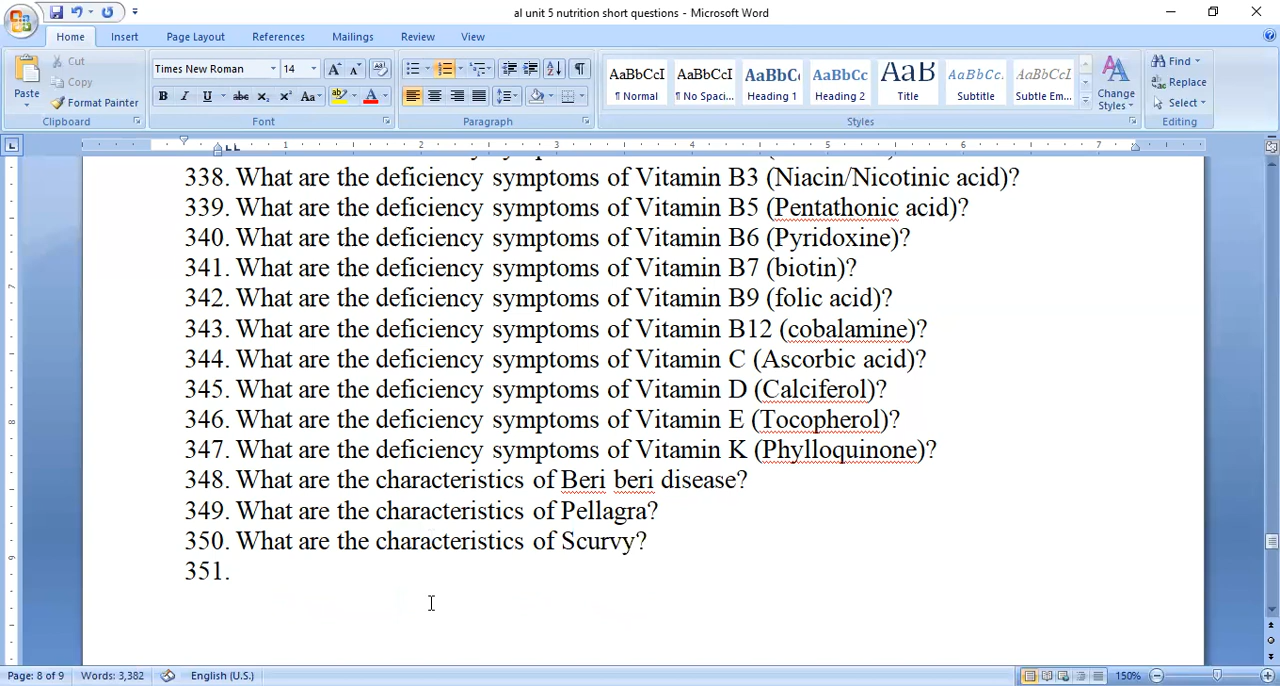 al unit 5 nutrition short questions - Microsoft Word
Home Insert Page Layout References Mailings Review View
Paste
Cut
Copy
Format Painter
Clipboard
Times New Roman 14
Font
Paragraph
AaBbCcI AaBbCcI AaBbCc AaBbCc AaB AaBbCc. AaBbCcI
¶ Normal ¶ No Spaci... Heading 1 Heading 2 Title Subtitle Subtle Em...
Change Styles
Styles
Find
Replace
Select
Editing
1 2 3 4 5 6 7
338. What are the deficiency symptoms of Vitamin B3 (Niacin/Nicotinic acid)?
339. What are the deficiency symptoms of Vitamin B5 (Pentathonic acid)?
340. What are the deficiency symptoms of Vitamin B6 (Pyridoxine)?
341. What are the deficiency symptoms of Vitamin B7 (biotin)?
342. What are the deficiency symptoms of Vitamin B9 (folic acid)?
343. What are the deficiency symptoms of Vitamin B12 (cobalamine)?
344. What are the deficiency symptoms of Vitamin C (Ascorbic acid)?
345. What are the deficiency symptoms of Vitamin D (Calciferol)?
346. What are the deficiency symptoms of Vitamin E (Tocopherol)?
347. What are the deficiency symptoms of Vitamin K (Phylloquinone)?
348. What are the characteristics of Beri beri disease?
349. What are the characteristics of Pellagra?
350. What are the characteristics of Scurvy?
351.
Page: 8 of 9 Words: 3,382 English (U.S.) 150%